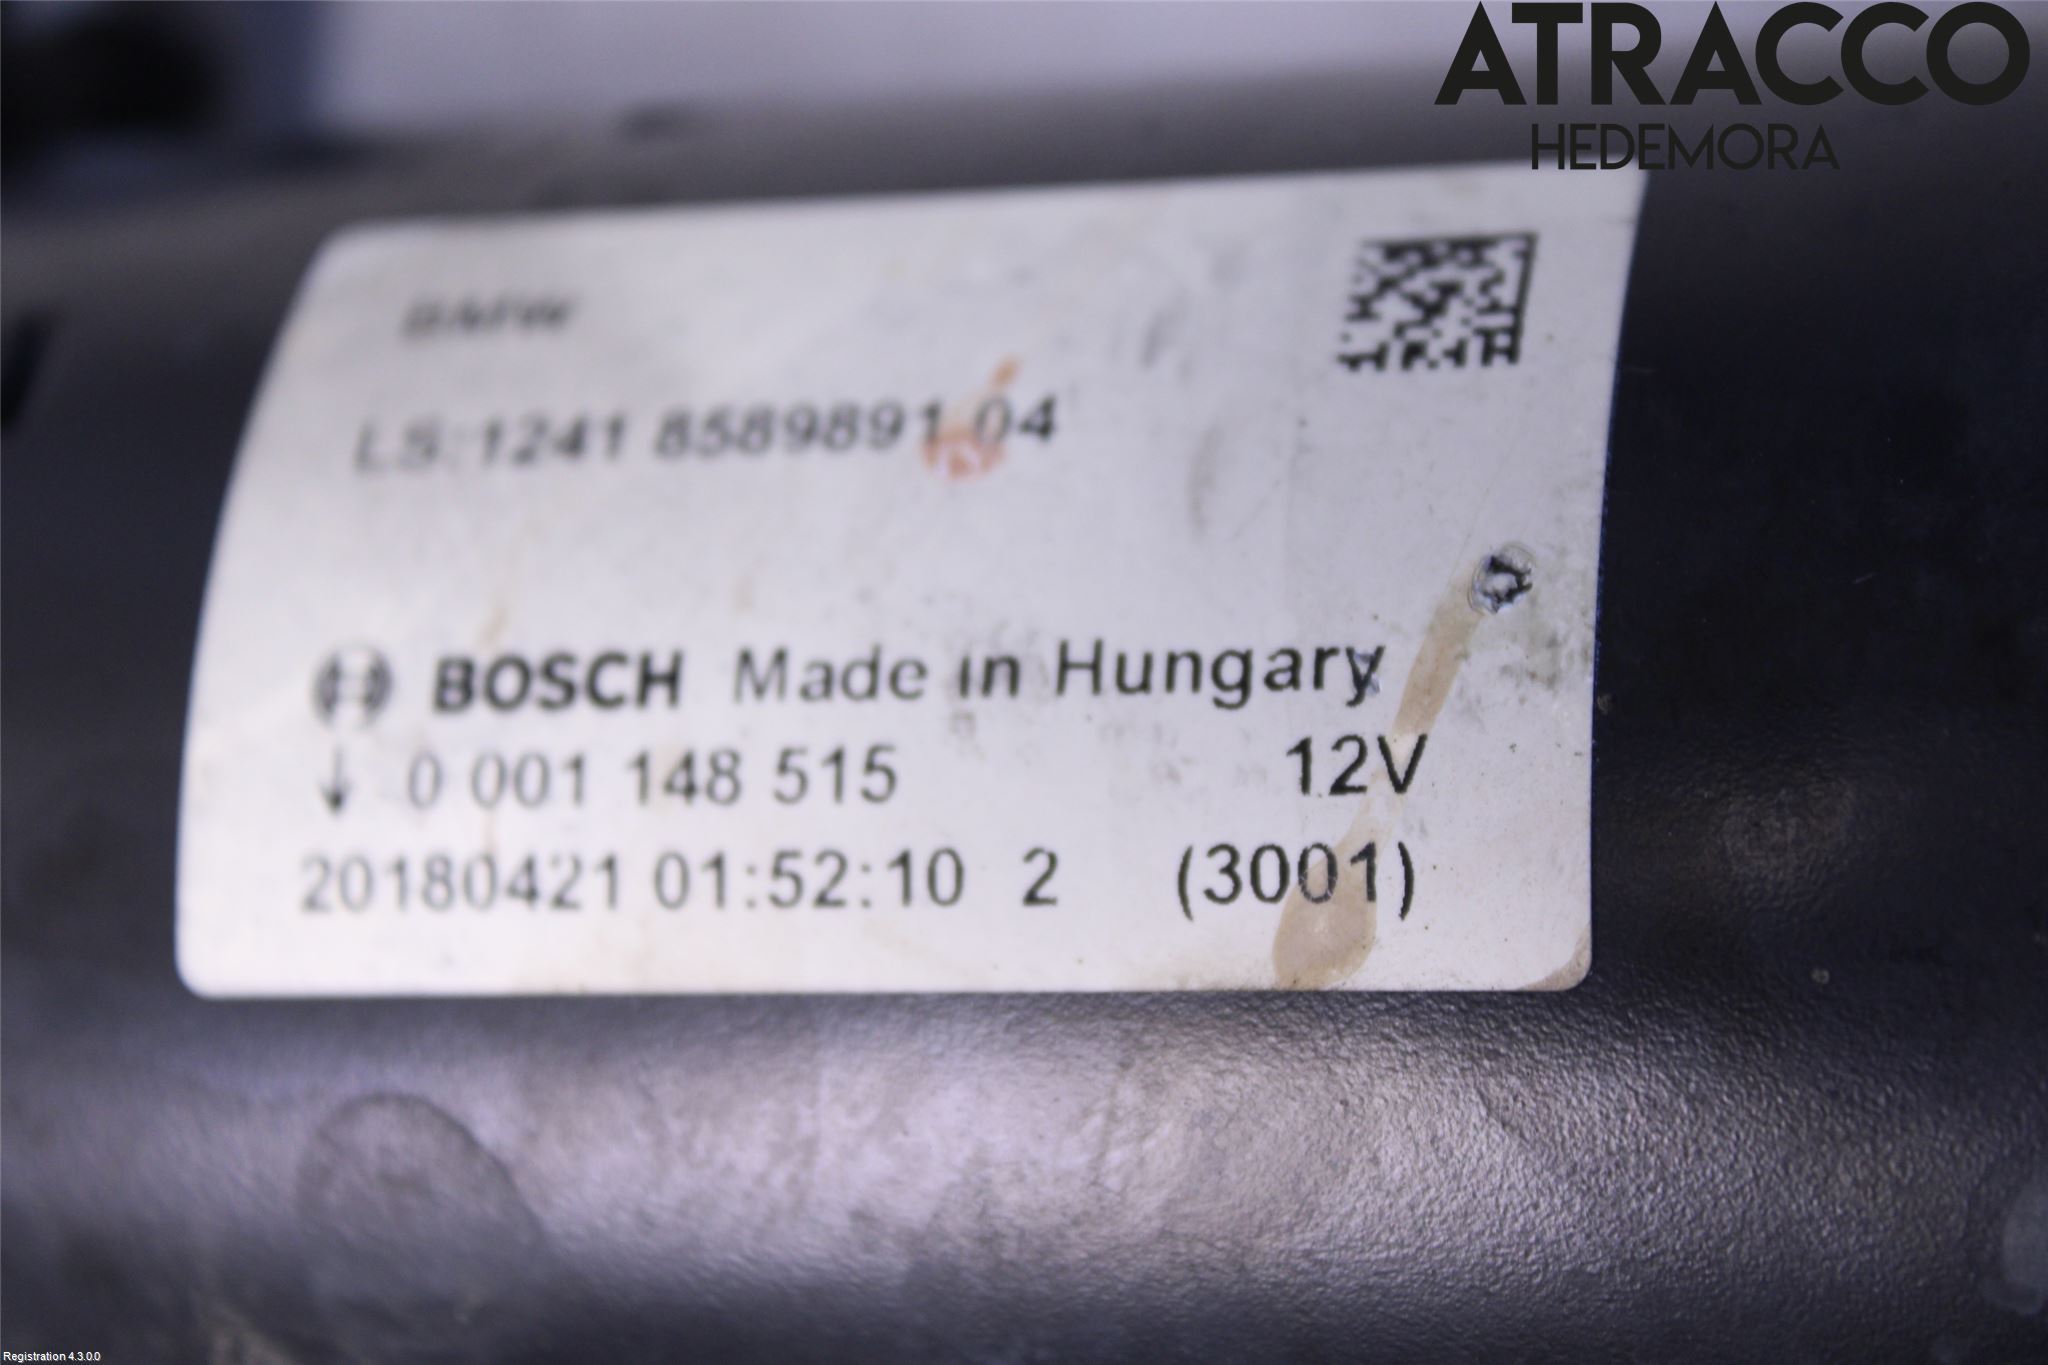 ATRACCO
HEDEMORA
BMW
LS:1241 8589891 04
BOSCH Made in Hungary
↓ 0 001 148 515 12V
20180421 01:52:10 2 (3001)
Registration 4.3.0.0